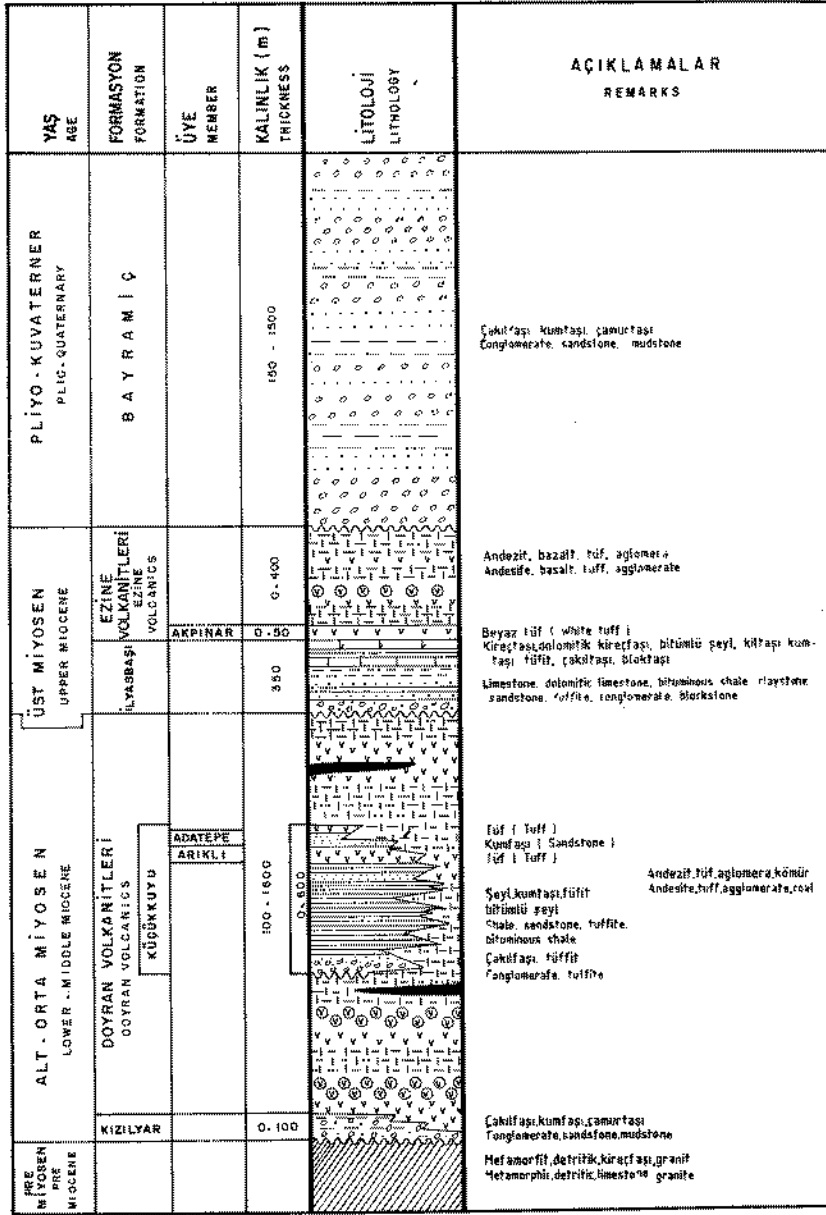 YAŞ
AGE
FORMASYON
FORMATION
ÜYE
MEMBER
KALINLIK (m)
THICKNESS
LİTOLOJİ
LITHOLOGY
AÇIKLAMALAR
REMARKS
PLİYO-KUVATERNER
PLIO-QUATERNARY
BAYRAMİÇ
150 - 1500
Çakıltaşı kumtaşı, çamurtaşı
Conglomerate, sandstone, mudstone
ÜST MİYOSEN
UPPER MIOCENE
EZİNE
VOLKANİTLERİ
EZİNE
VOLCANICS
0-400
Andezit, bazalt, tüf, aglomera
Andesite, basalt, tuff, agglomerate
AKPINAR
0-50
Beyaz tüf ( white tuff )
İLYASBAŞI
350
Kireçtaşı,dolomitik kireçtaşı, bitümlü şeyl, kiltaşı kum-
taşı tüfit, çakıltaşı, bloktaşı
Limestone, dolomitic limestone, bituminous shale claystone
sandstone, tuffite, conglomerate, blockstone
ALT-ORTA MİYOSEN
LOWER-MIDDLE MIOCENE
DOYRAN VOLKANİTLERİ
DOYRAN VOLCANICS
KÜÇÜKKUYU
ADATEPE
ARIKLI
100-1600
0-600
Tüf ( Tuff )
Kumtaşı ( Sandstone )
Tüf ( Tuff )
Andezit,tüf,aglomera,kömür
Andesite,tuff,agglomerate,coal
Şeyl,kumtaşı,tüfit
bitümlü şeyl
Shale, sandstone, tuffite,
bituminous shale
Çakıltaşı, tüffit
Conglomerate, tuffite
KIZILYAR
0-100
Çakıltaşı,kumtaşı,çamurtaşı
Conglomerate,sandstone,mudstone
PRE
MİYOSEN
PRE
MIOCENE
Metamorfit,detritik,kireçtaşı,granit
Metamorphic,detritic,limestone granite